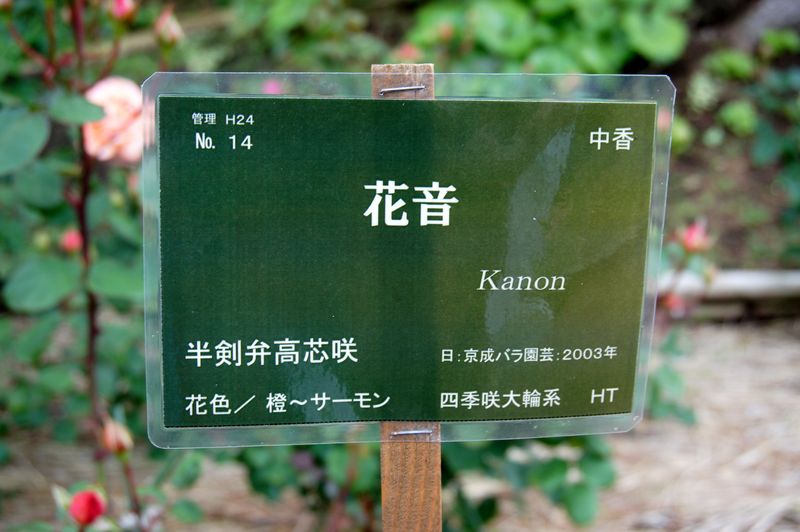 管理 H24
No. 14
中香
花音
Kanon
半剣弁高芯咲
日:京成バラ園芸:2003年
花色/ 橙～サーモン
四季咲大輪系 HT